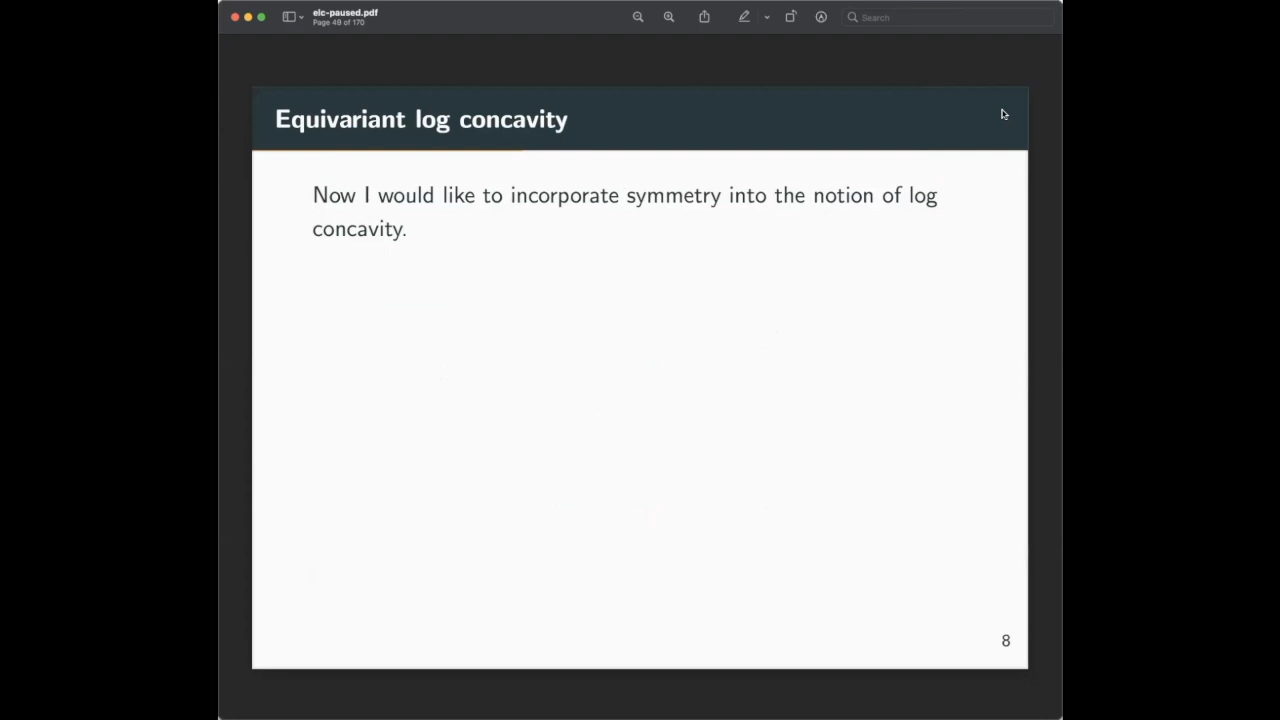 elc-paused.pdf
Page 49 of 170
Search
Equivariant log concavity
Now I would like to incorporate symmetry into the notion of log
concavity.
8